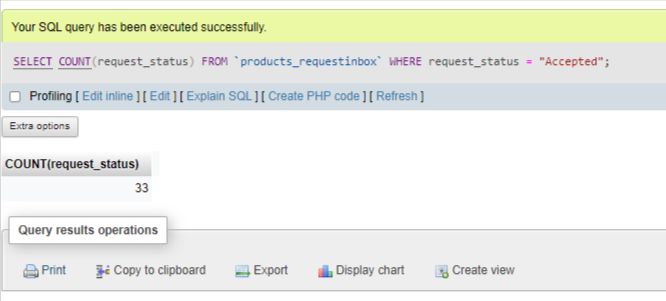 Your SQL query has been executed successfully.
SELECT COUNT(request_status) FROM `products_requestinbox` WHERE request_status = "Accepted";
Profiling [ Edit inline ] [ Edit ] [ Explain SQL ] [ Create PHP code ] [ Refresh ]
Extra options
COUNT(request_status)
33
Query results operations
Print Copy to clipboard Export Display chart Create view